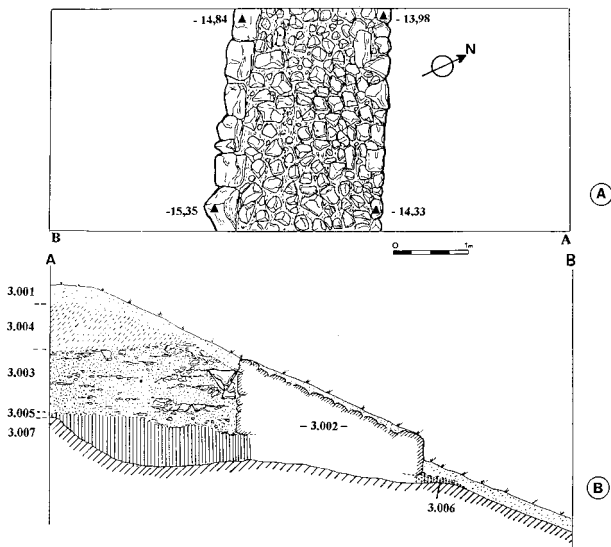 - 14,84
- 13,98
N
-15,35
- 14.33
A
B
A
0
1m
A
B
3.001
3.004
3.003
3.005
3.007
- 3.002 -
3.006
B